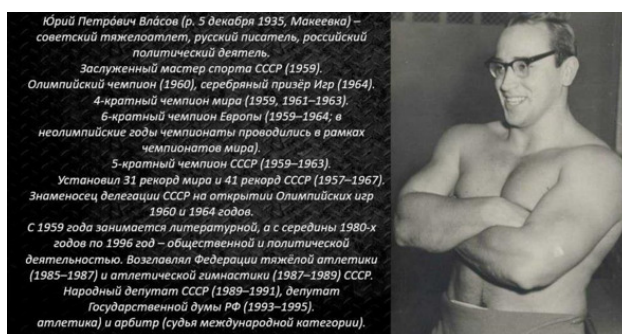 Ю́рий Петро́вич Вла́сов (р. 5 декабря 1935, Макеевка) –
советский тяжелоатлет, русский писатель, российский
политический деятель.
Заслуженный мастер спорта СССР (1959).
Олимпийский чемпион (1960), серебряный призёр Игр (1964).
4-кратный чемпион мира (1959, 1961–1963).
6-кратный чемпион Европы (1959–1964; в
неолимпийские годы чемпионаты проводились в рамках
чемпионатов мира).
5-кратный чемпион СССР (1959–1963).
Установил 31 рекорд мира и 41 рекорд СССР (1957–1967).
Знаменосец делегации СССР на открытии Олимпийских игр
1960 и 1964 годов.
С 1959 года занимается литературной, а с середины 1980-х
годов по 1996 год – общественной и политической
деятельностью. Возглавлял Федерации тяжёлой атлетики
(1985–1987) и атлетической гимнастики (1987–1989) СССР.
Народный депутат СССР (1989–1991), депутат
Государственной думы РФ (1993–1995).
атлетика) и арбитр (судья международной категории).